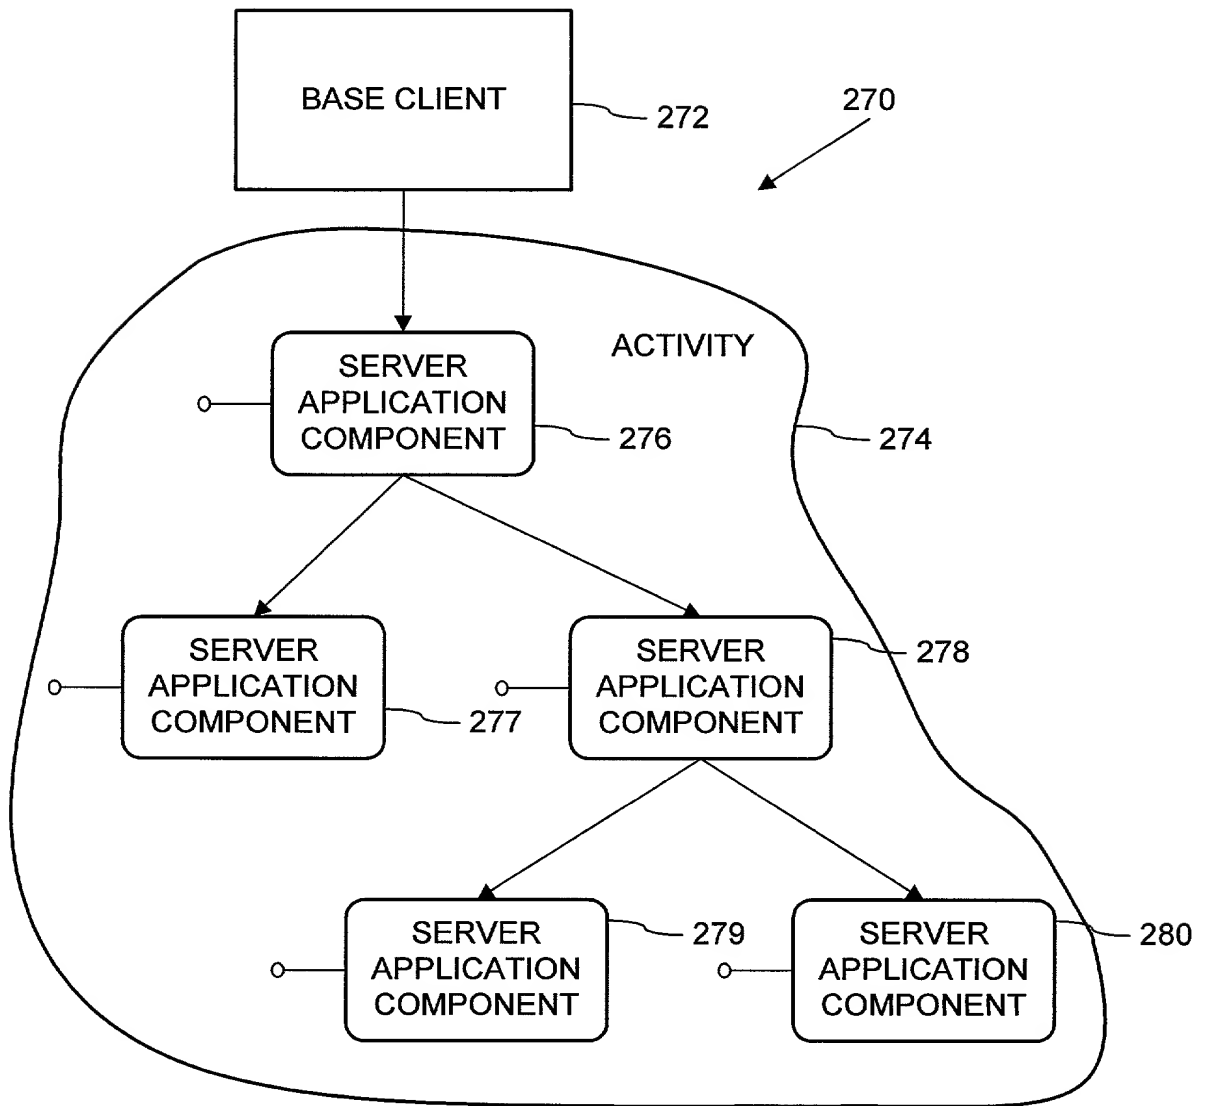 BASE CLIENT
272
270
ACTIVITY
SERVER
APPLICATION
COMPONENT
276
274
SERVER
APPLICATION
COMPONENT
277
SERVER
APPLICATION
COMPONENT
278
SERVER
APPLICATION
COMPONENT
279
SERVER
APPLICATION
COMPONENT
280